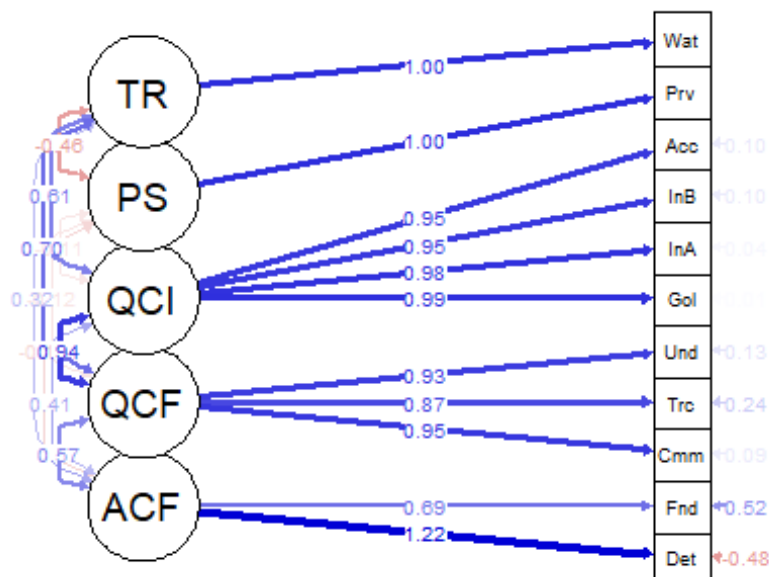 Wat
TR
1.00
Prv
-0.46
1.00
Acc
0.10
PS
0.61
0.95
InB
0.10
0.95
0.70
InA
0.04
0.98
QCI
0.99
Gol
0.32
0.94
0.93
Und
0.13
QCF
0.87
Trc
0.24
0.41
0.95
Cmm
0.09
0.57
ACF
0.69
Fnd
0.52
1.22
Det
-0.48